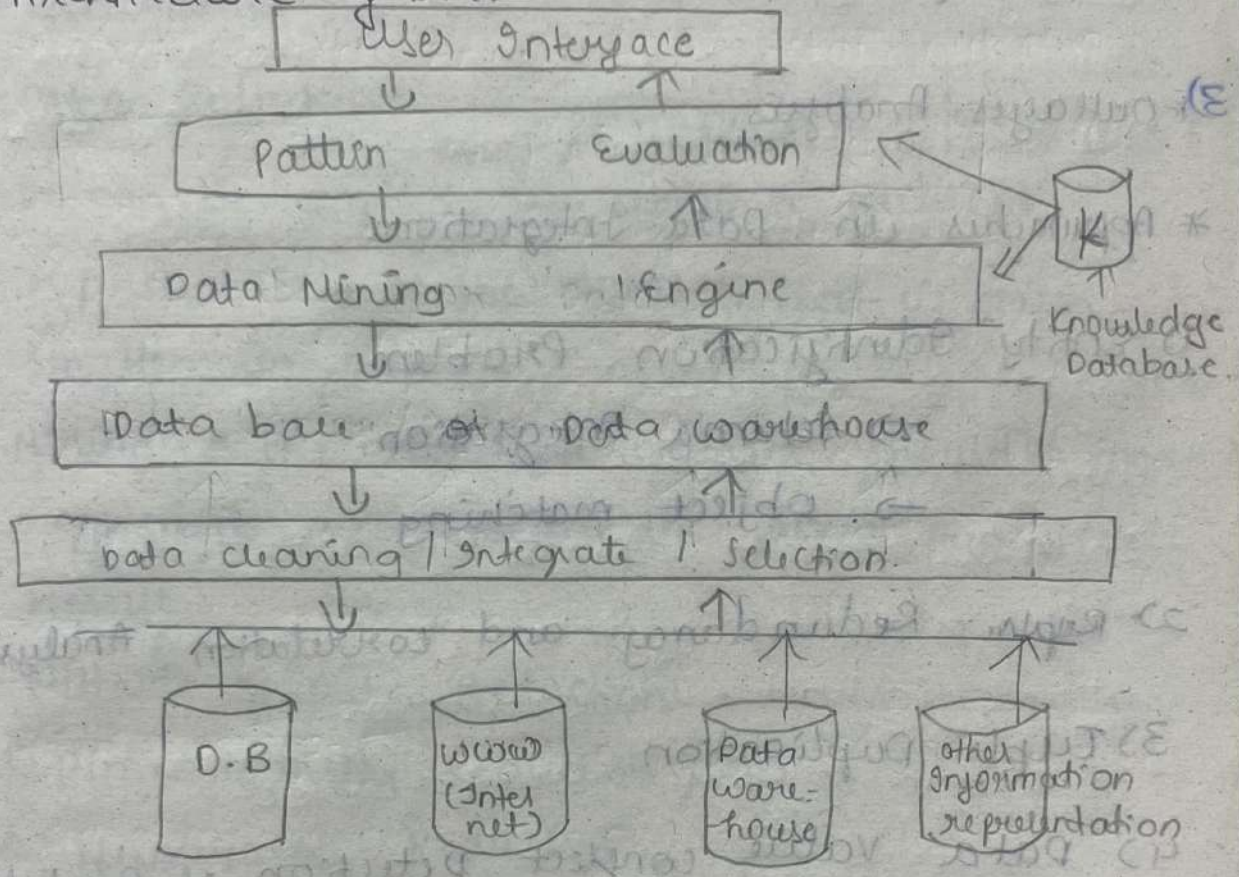 User Interface
Pattern Evaluation
K
Data Mining Engine
Knowledge
Database.
Data base or Data warehouse
Data cleaning / Integrate / Selection.
D.B
WWW
(Inter
net)
Data
Ware-
house
other
Information
representation